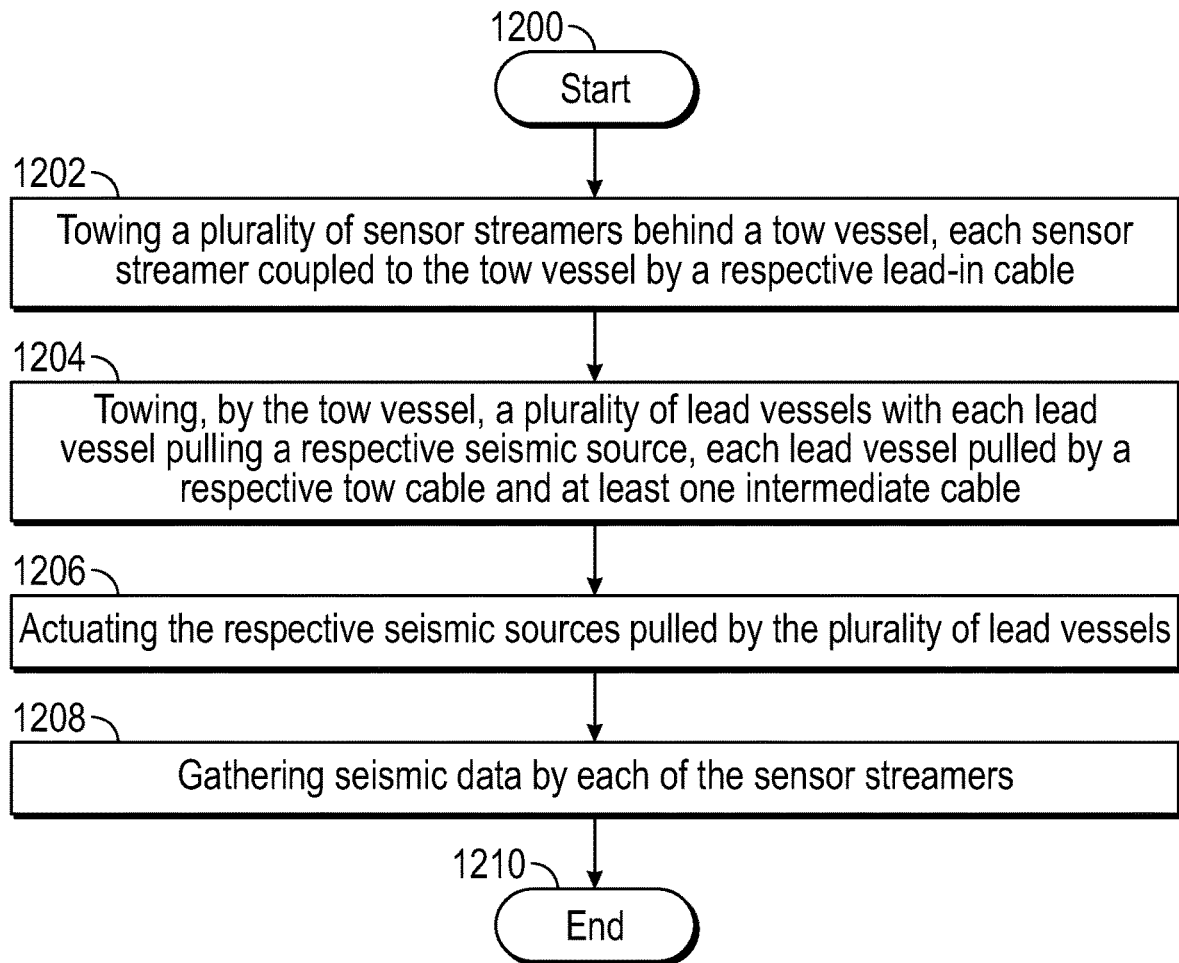 1200
Start
1202
Towing a plurality of sensor streamers behind a tow vessel, each sensor
streamer coupled to the tow vessel by a respective lead-in cable
1204
Towing, by the tow vessel, a plurality of lead vessels with each lead
vessel pulling a respective seismic source, each lead vessel pulled by a
respective tow cable and at least one intermediate cable
1206
Actuating the respective seismic sources pulled by the plurality of lead vessels
1208
Gathering seismic data by each of the sensor streamers
1210
End